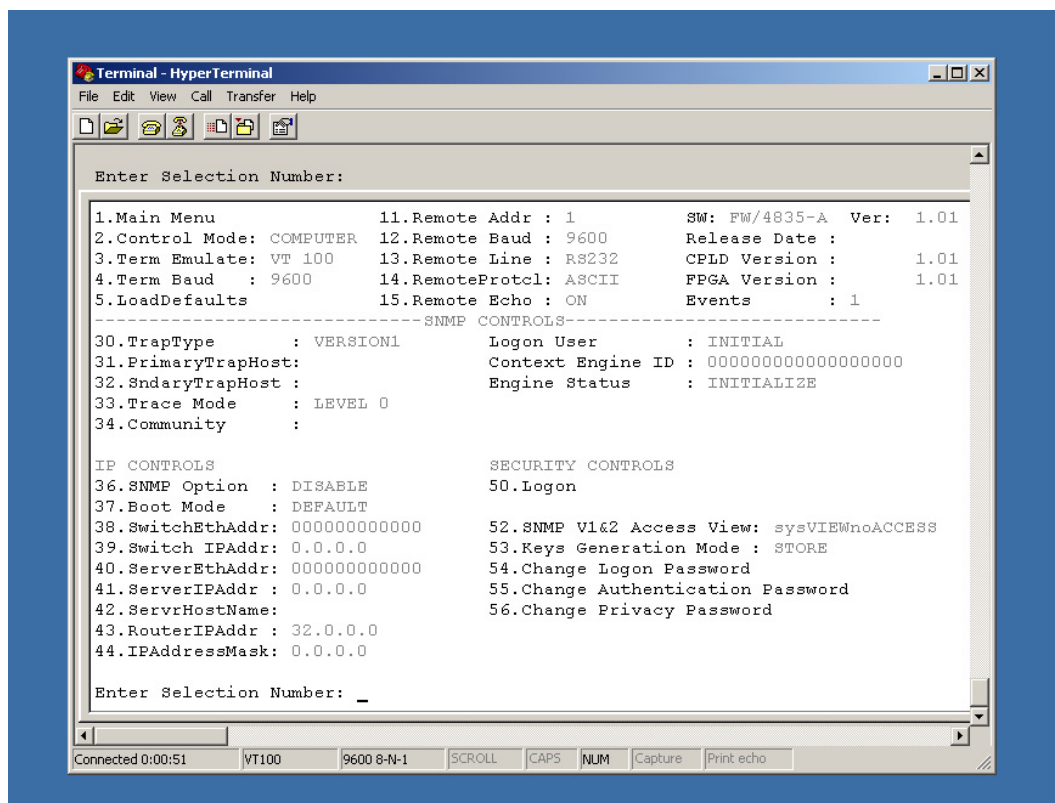 Terminal - HyperTerminal
File Edit View Call Transfer Help
Enter Selection Number:
1.Main Menu 11.Remote Addr : 1 SW: FW/4835-A Ver: 1.01
2.Control Mode: COMPUTER 12.Remote Baud : 9600 Release Date :
3.Term Emulate: VT 100 13.Remote Line : RS232 CPLD Version : 1.01
4.Term Baud : 9600 14.RemoteProtcl: ASCII FPGA Version : 1.01
5.LoadDefaults 15.Remote Echo : ON Events : 1
------------------------------SNMP CONTROLS-----------------------------
30.TrapType : VERSION1 Logon User : INITIAL
31.PrimaryTrapHost: Context Engine ID : 000000000000000000
32.SndaryTrapHost : Engine Status : INITIALIZE
33.Trace Mode : LEVEL 0
34.Community :
IP CONTROLS SECURITY CONTROLS
36.SNMP Option : DISABLE 50.Logon
37.Boot Mode : DEFAULT
38.SwitchEthAddr: 000000000000 52.SNMP V1&2 Access View: sysVIEWnoACCESS
39.Switch IPAddr: 0.0.0.0 53.Keys Generation Mode : STORE
40.ServerEthAddr: 000000000000 54.Change Logon Password
41.ServerIPAddr : 0.0.0.0 55.Change Authentication Password
42.ServrHostName: 56.Change Privacy Password
43.RouterIPAddr : 32.0.0.0
44.IPAddressMask: 0.0.0.0
Enter Selection Number: _
Connected 0:00:51 VT100 9600 8-N-1 SCROLL CAPS NUM Capture Print echo